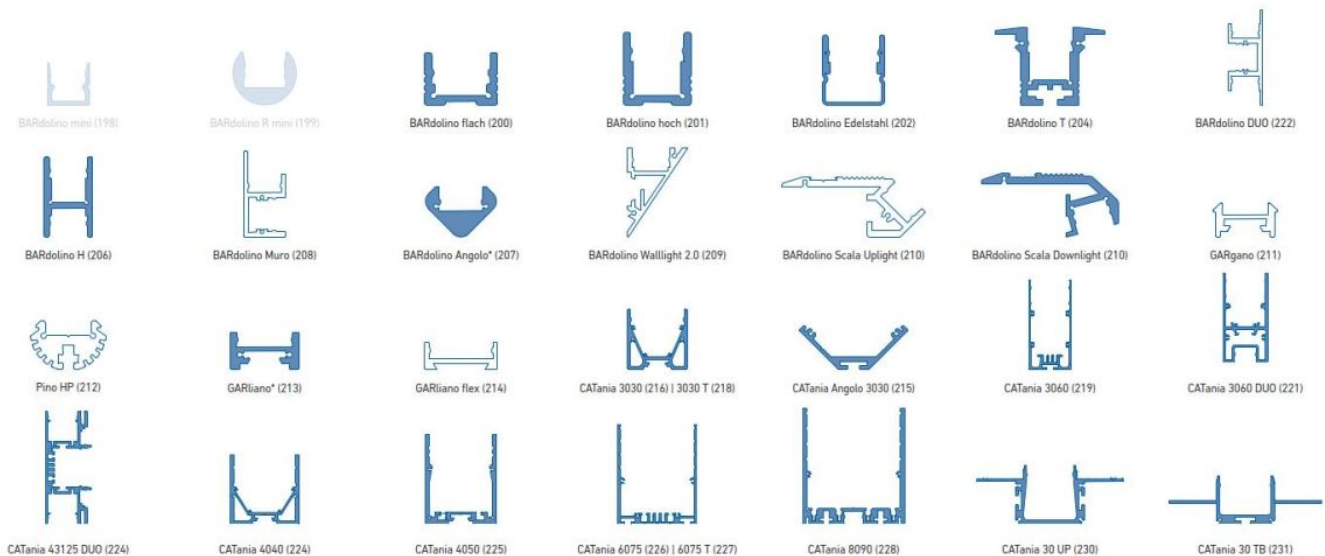 BARdolino mini (198)
BARdolino R mini (199)
BARdolino flach (200)
BARdolino hoch (201)
BARdolino Edelstahl (202)
BARdolino T (204)
BARdolino DUO (222)
BARdolino H (206)
BARdolino Muro (208)
BARdolino Angolo* (207)
BARdolino Walllight 2.0 (209)
BARdolino Scala Uplight (210)
BARdolino Scala Downlight (210)
GARgano (211)
Pino HP (212)
GARliano* (213)
GARliano flex (214)
CATania 3030 (216) | 3030 T (218)
CATania Angolo 3030 (215)
CATania 3060 (219)
CATania 3060 DUO (221)
CATania 43125 DUO (224)
CATania 4040 (224)
CATania 4050 (225)
CATania 6075 (226) | 6075 T (227)
CATania 8090 (228)
CATania 30 UP (230)
CATania 30 TB (231)